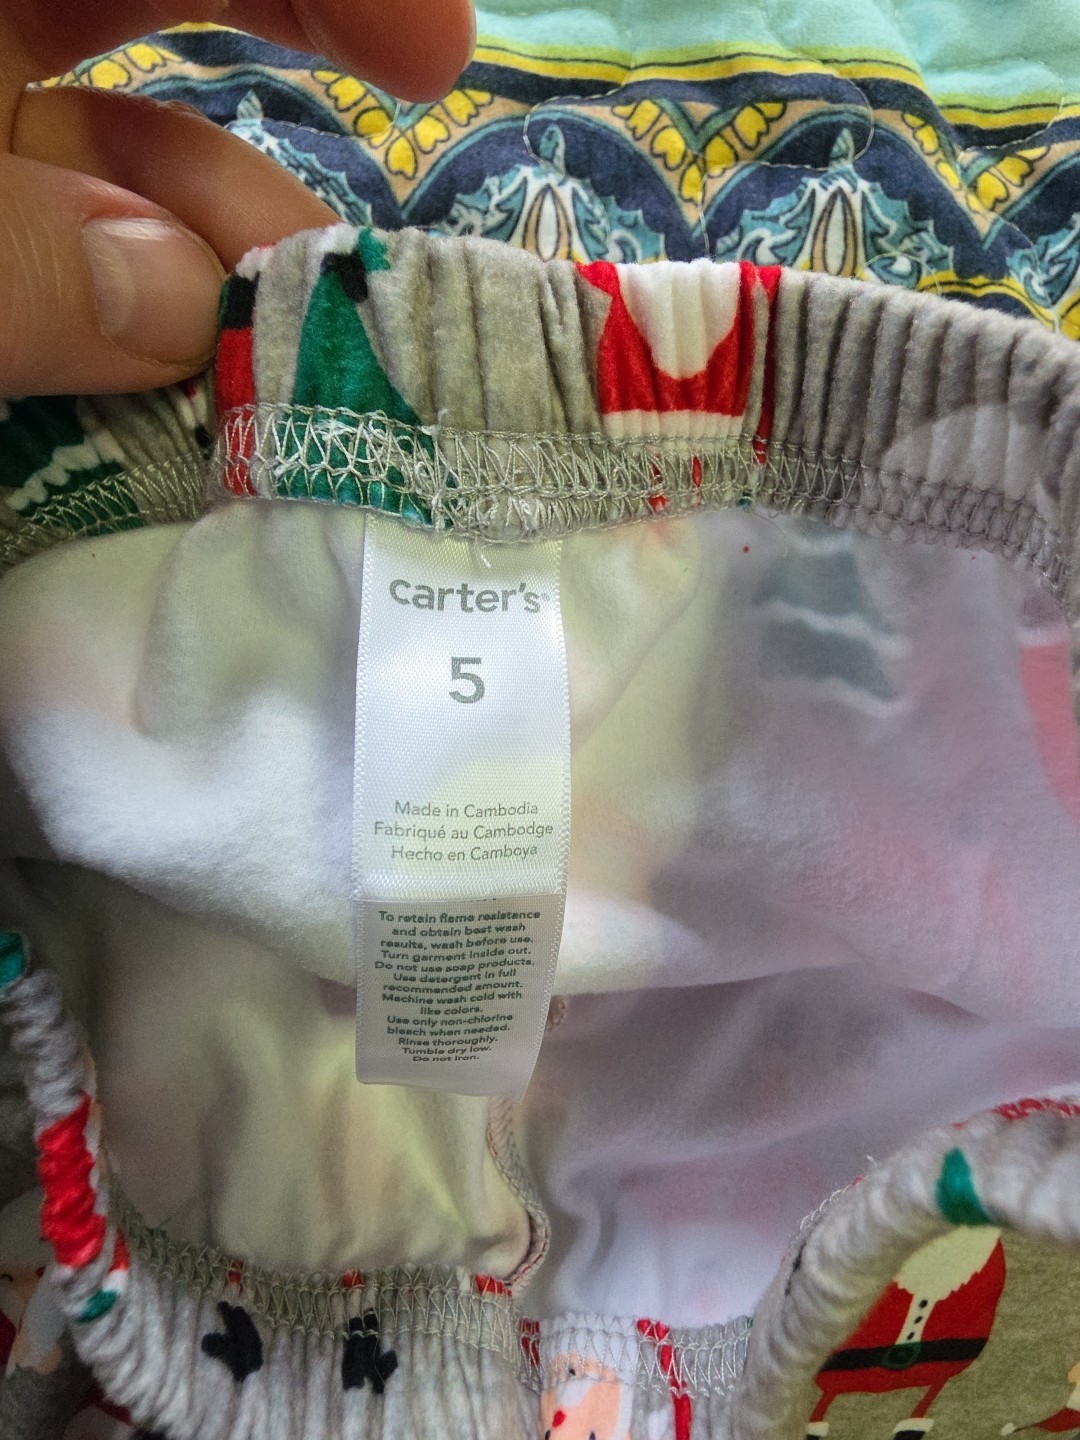 carter's
5
Made in Cambodia
Fabriqué au Cambodge
Hecho en Camboya
To retain flame resistance
and obtain best wash
results, wash before use.
Turn garment inside out.
Do not use soap products.
Use detergent in full
recommended amount.
Machine wash cold with
like colors.
Use only non-chlorine
bleach when needed.
Rinse thoroughly.
Tumble dry low.
Do not iron.